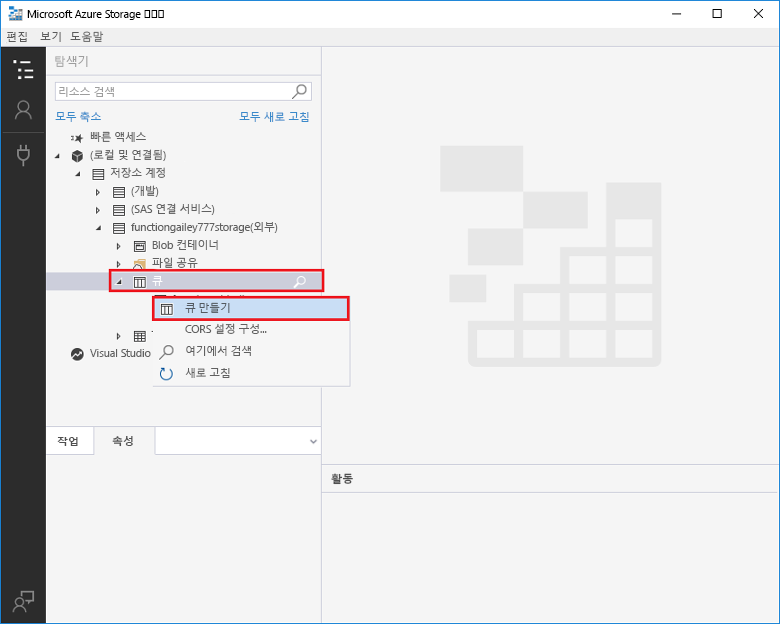 Microsoft Azure Storage
편집 보기 도움말
탐색기
리소스 검색
모두 축소 모두 새로 고침
빠른 액세스
(로컬 및 연결됨)
저장소 계정
(개발)
(SAS 연결 서비스)
functiongailey777storage(외부)
Blob 컨테이너
파일 공유
큐
큐 만들기
CORS 설정 구성...
Visual Studio
여기에서 검색
새로 고침
작업 속성
활동